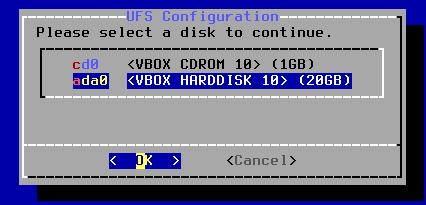 UFS Configuration
Please select a disk to continue.
cd0 <VBOX CDROM 10> (1GB)
ada0 <VBOX HARDDISK 10> (20GB)
< OK > <Cancel>